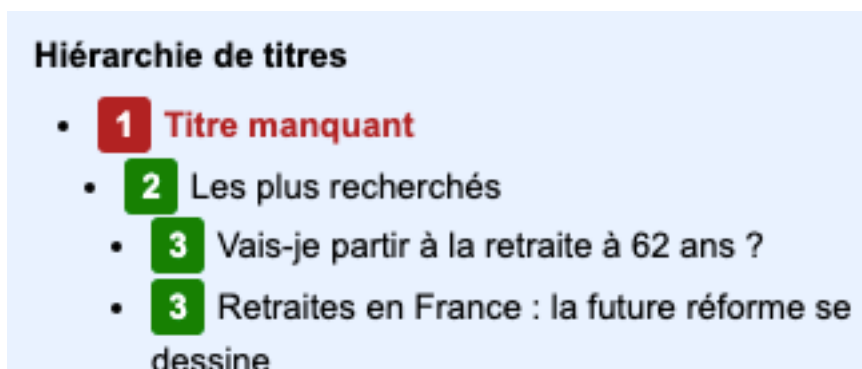 Hiérarchie de titres
• 1 Titre manquant
• 2 Les plus recherchés
• 3 Vais-je partir à la retraite à 62 ans ?
• 3 Retraites en France : la future réforme se
dessine